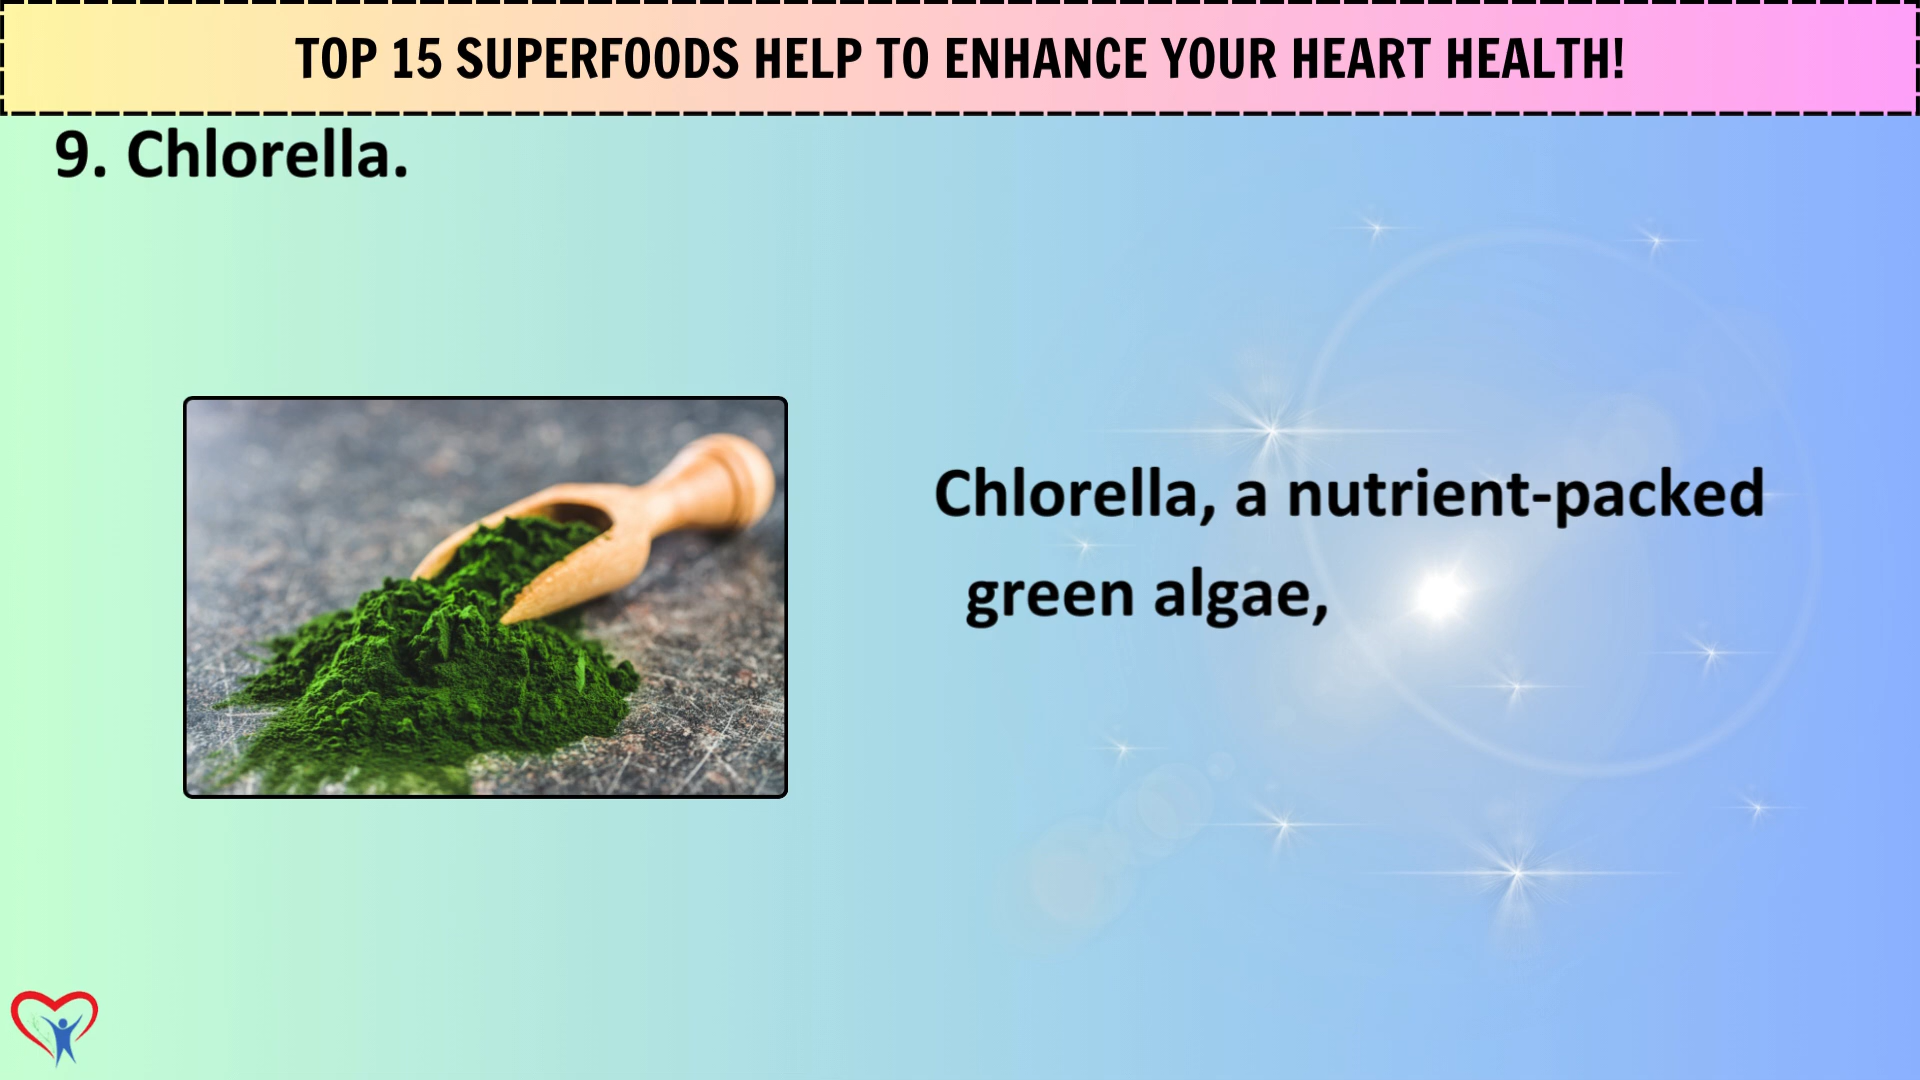 TOP 15 SUPERFOODS HELP TO ENHANCE YOUR HEART HEALTH!
9. Chlorella.
Chlorella, a nutrient-packed
green algae,